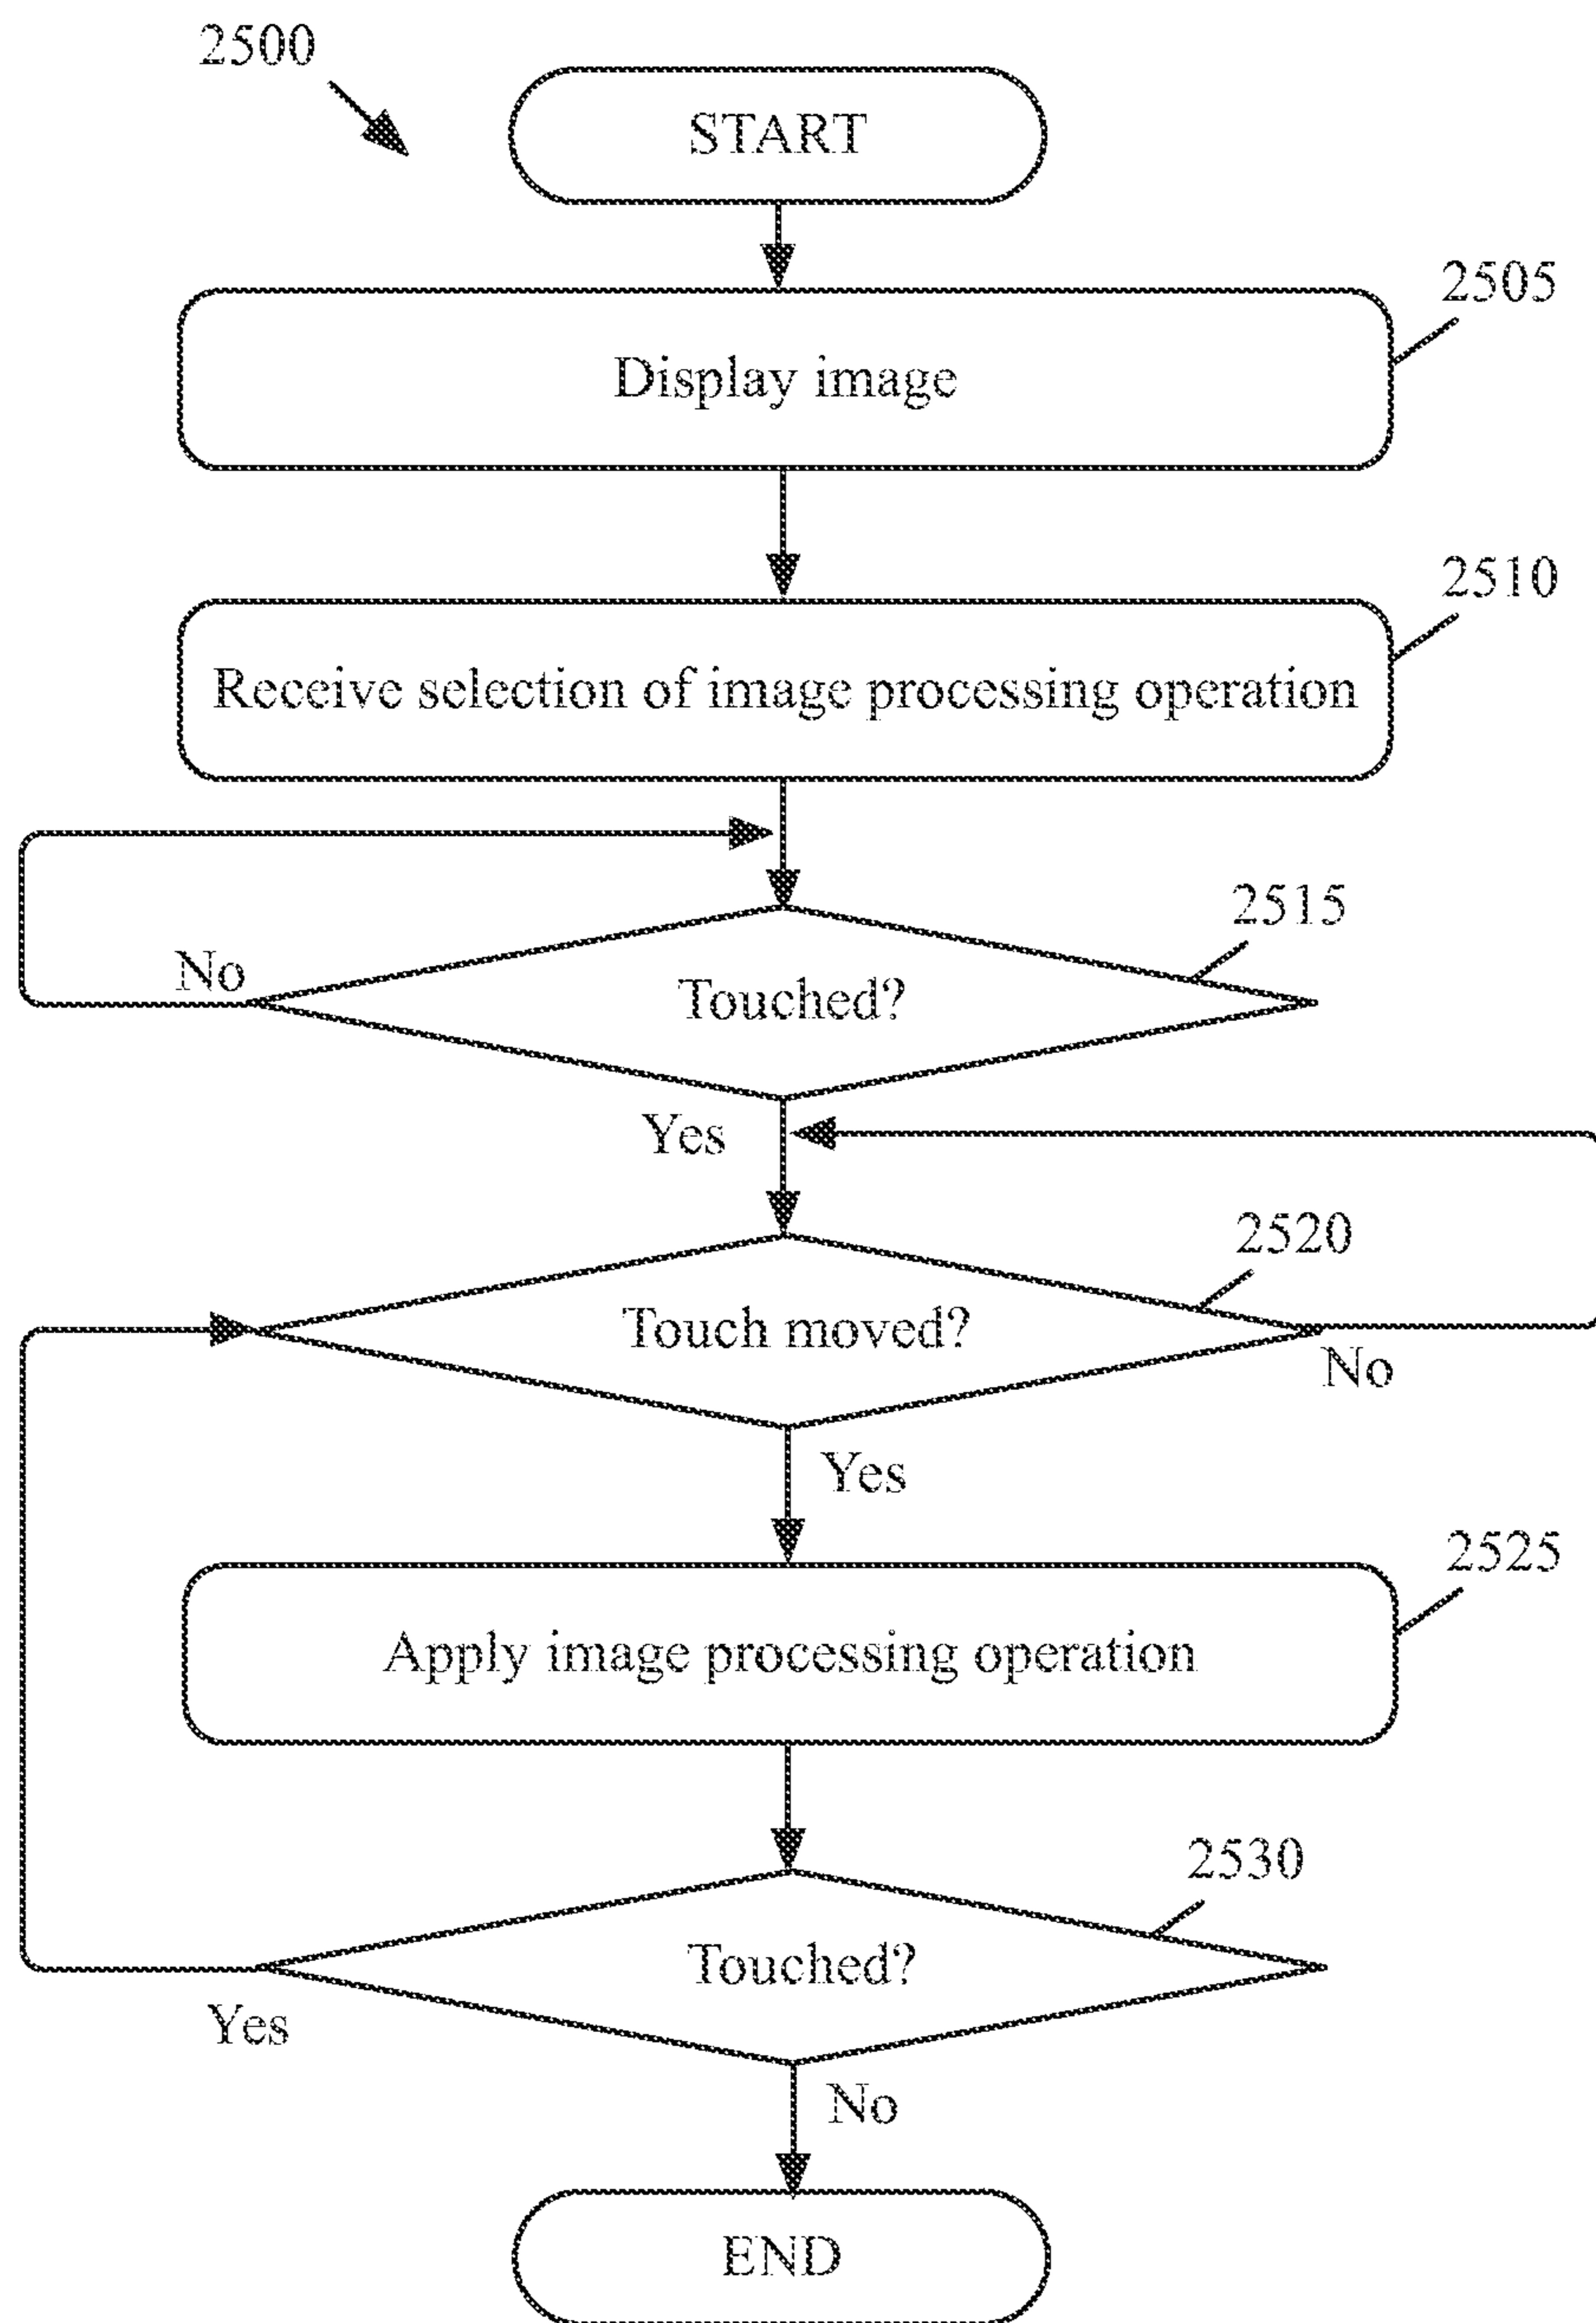 2500
START
2505
Display image
2510
Receive selection of image processing operation
2515
No
Touched?
Yes
2520
Touch moved?
No
Yes
2525
Apply image processing operation
2530
Touched?
Yes
No
END